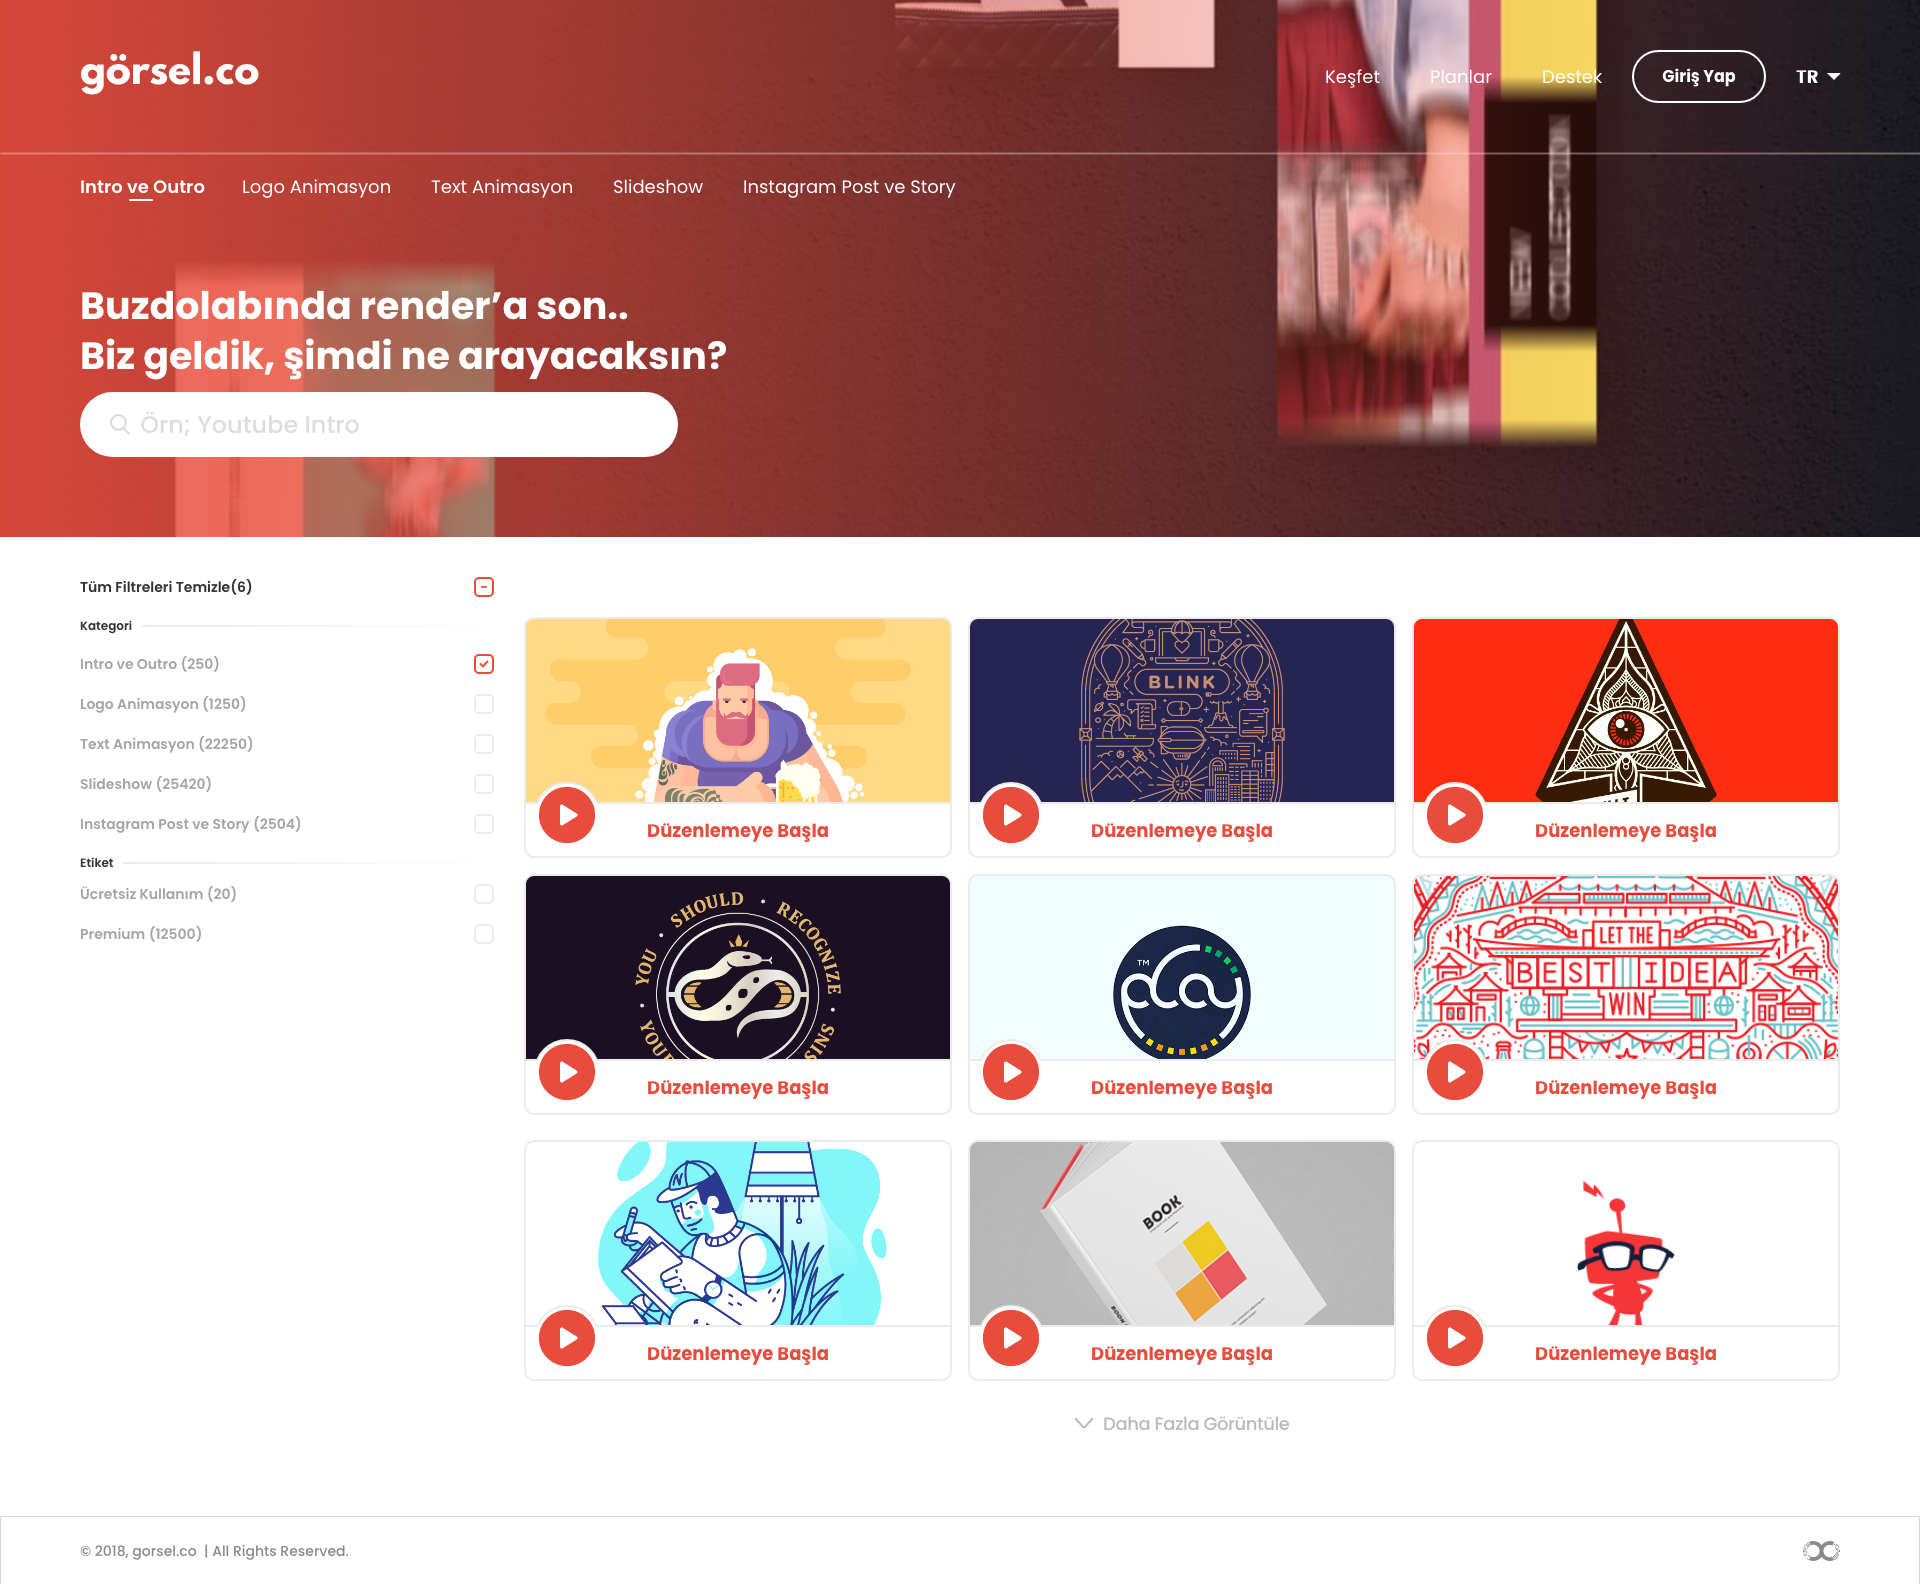 görsel.co
Keşfet
Planlar
Destek
Giriş Yap
TR
NEW
COLLECTION
Intro ve Outro
Logo Animasyon
Text Animasyon
Slideshow
Instagram Post ve Story
Buzdolabında render’a son..
Biz geldik, şimdi ne arayacaksın?
Örn; Youtube Intro
Tüm Filtreleri Temizle(6)
Kategori
Intro ve Outro (250)
Logo Animasyon (1250)
Text Animasyon (22250)
Slideshow (25420)
Instagram Post ve Story (2504)
Etiket
Ücretsiz Kullanım (20)
Premium (12500)
Düzenlemeye Başla
BLINK
Düzenlemeye Başla
Düzenlemeye Başla
YOU • SHOULD • RECOGNIZE • YOUR SINS
Düzenlemeye Başla
TM
Düzenlemeye Başla
LET THE
BEST IDEA
WIN
Düzenlemeye Başla
N
Düzenlemeye Başla
BOOK
Düzenlemeye Başla
Düzenlemeye Başla
Daha Fazla Görüntüle
© 2018, gorsel.co | All Rights Reserved.